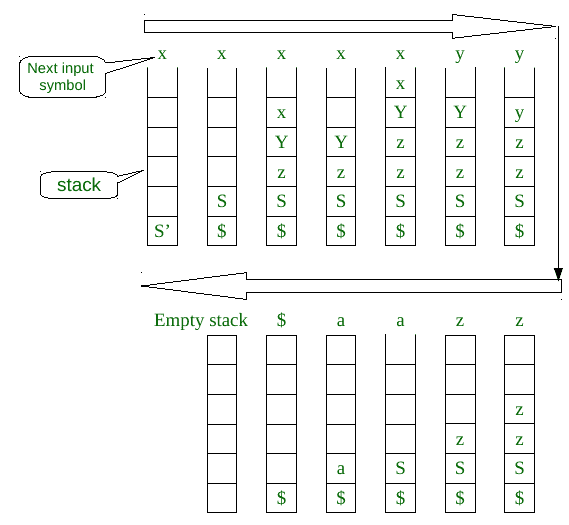 x x x x x y y
Next input
symbol
x
x Y Y y
Y Y z z z
z z z z z
stack
S S S S S S
S’ $ $ $ $ $ $
Empty stack $ a a z z
z
z z
a S S S
$ $ $ $ $